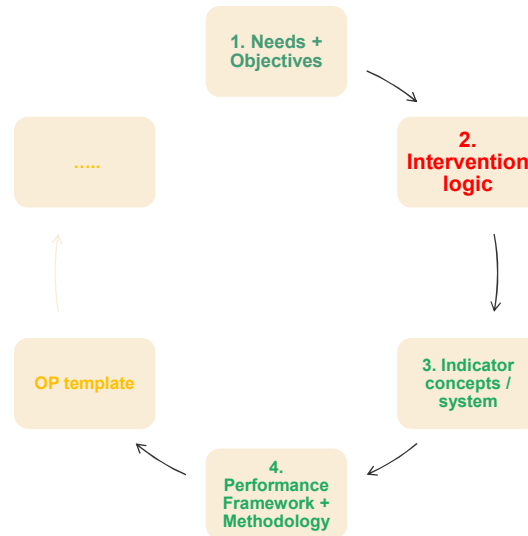 1. Needs +
Objectives
2.
Intervention
logic
3. Indicator
concepts /
system
4.
Performance
Framework +
Methodology
OP template
…..